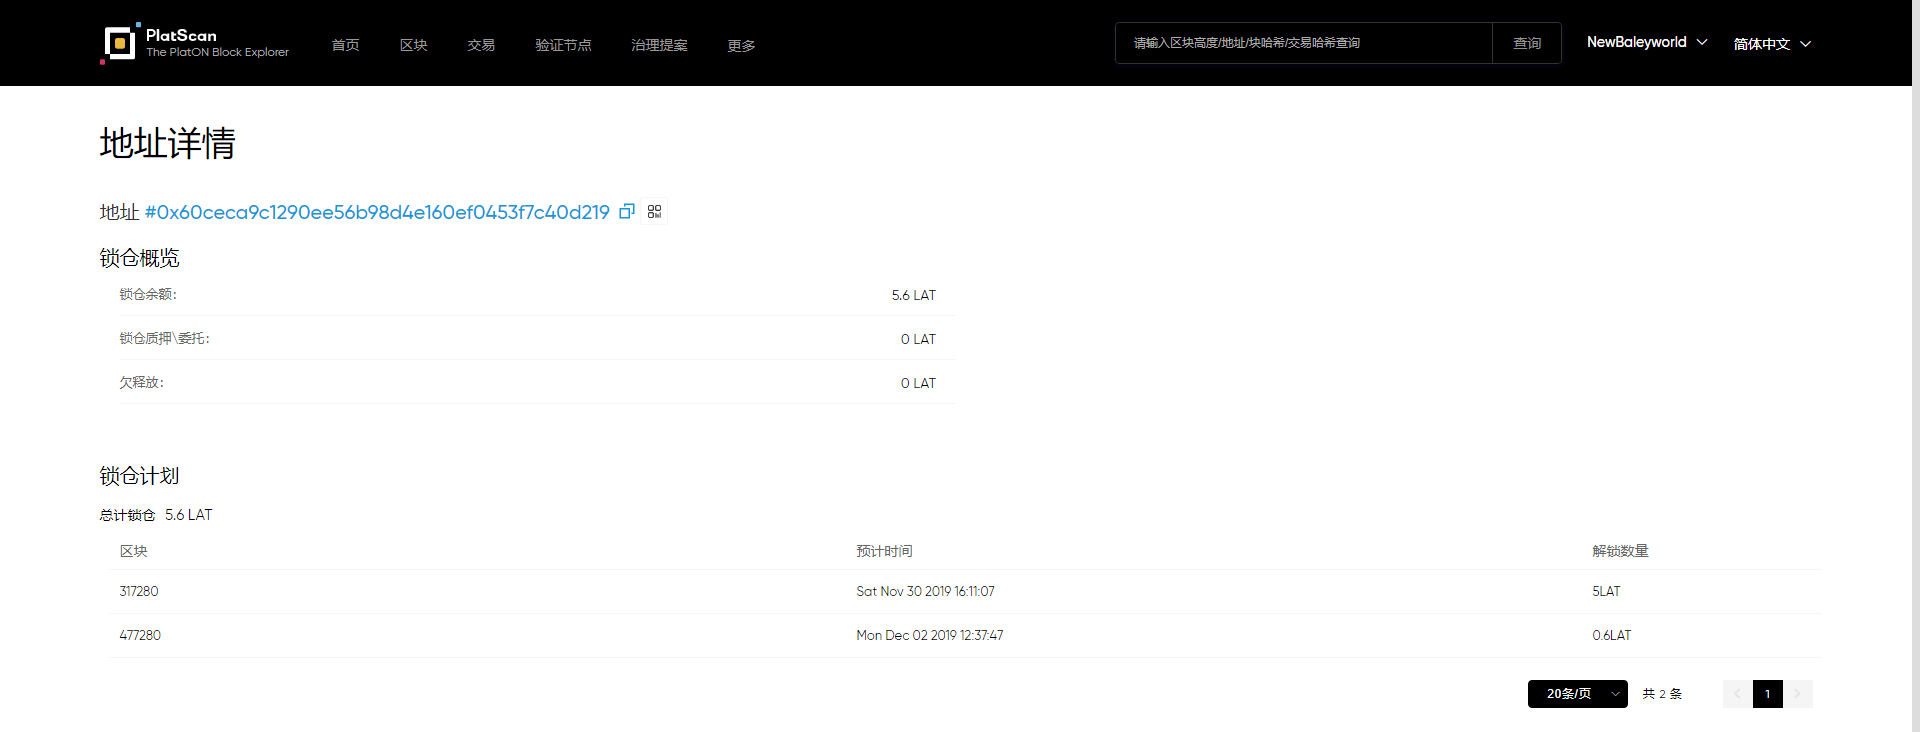 PlatScan
The PlatON Block Explorer
首页 区块 交易 验证节点 治理提案 更多
请输入区块高度/地址/块哈希/交易哈希查询 查询
NewBaleyworld 简体中文
地址详情
地址 #0x60ceca9c1290ee56b98d4e160ef0453f7c40d219
锁仓概览
锁仓余额: 5.6 LAT
锁仓质押\委托: 0 LAT
欠释放: 0 LAT
锁仓计划
总计锁仓 5.6 LAT
区块 预计时间 解锁数量
317280 Sat Nov 30 2019 16:11:07 5LAT
477280 Mon Dec 02 2019 12:37:47 0.6LAT
20条/页 共 2 条 1